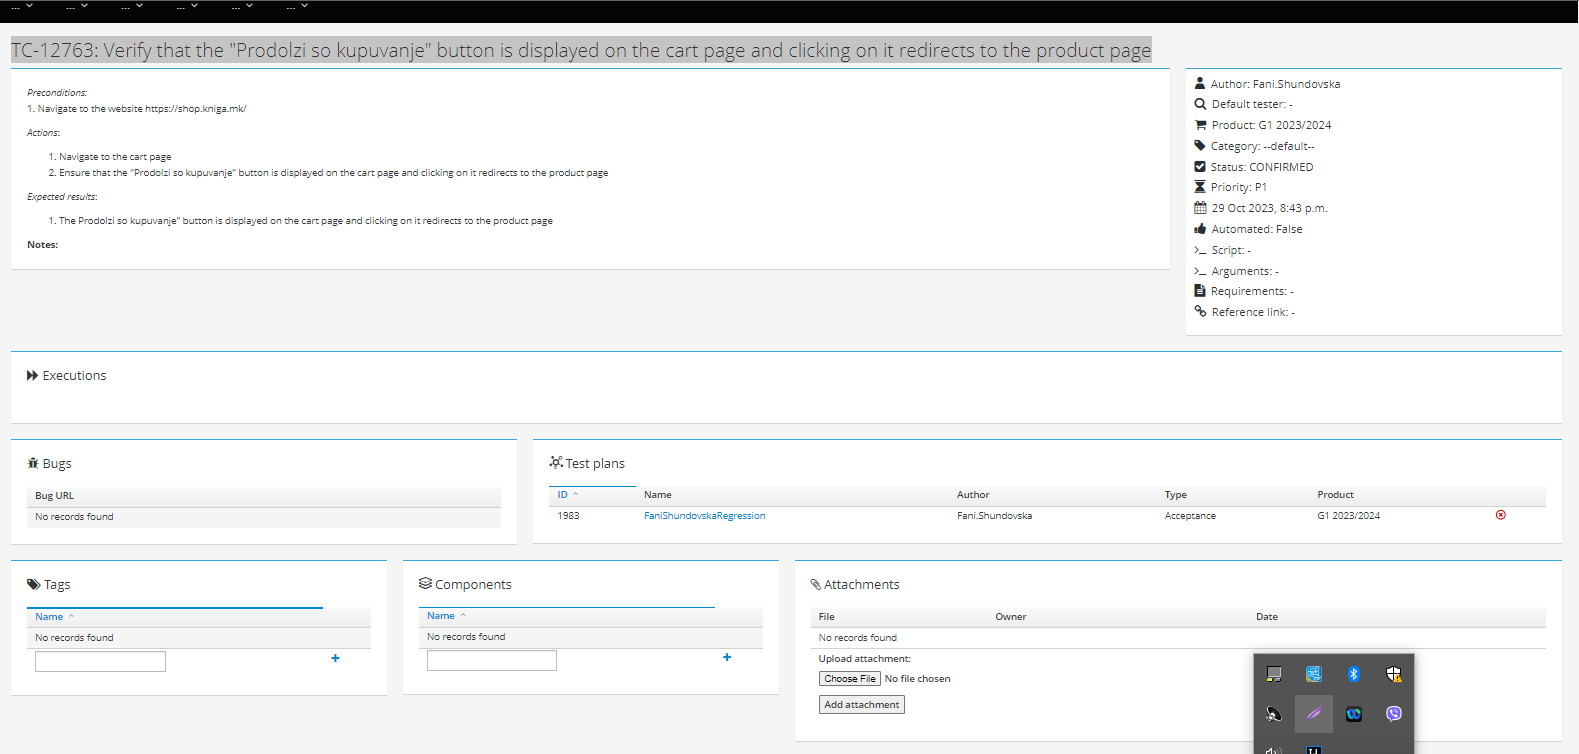 ... ... ... ... ... ...
TC-12763: Verify that the "Prodolzi so kupuvanje" button is displayed on the cart page and clicking on it redirects to the product page
Preconditions:
1. Navigate to the website https://shop.kniga.mk/
Actions:
1. Navigate to the cart page
2. Ensure that the "Prodolzi so kupuvanje" button is displayed on the cart page and clicking on it redirects to the product page
Expected results:
1. The Prodolzi so kupuvanje" button is displayed on the cart page and clicking on it redirects to the product page
Notes:
Author: Fani.Shundovska
Default tester: -
Product: G1 2023/2024
Category: --default--
Status: CONFIRMED
Priority: P1
29 Oct 2023, 8:43 p.m.
Automated: False
Script: -
Arguments: -
Requirements: -
Reference link: -
Executions
Bugs
Bug URL
No records found
Test plans
ID Name Author Type Product
1983 FaniShundovskaRegression Fani.Shundovska Acceptance G1 2023/2024
Tags
Name
No records found
Components
Name
No records found
Attachments
File Owner Date
No records found
Upload attachment:
Choose File No file chosen
Add attachment